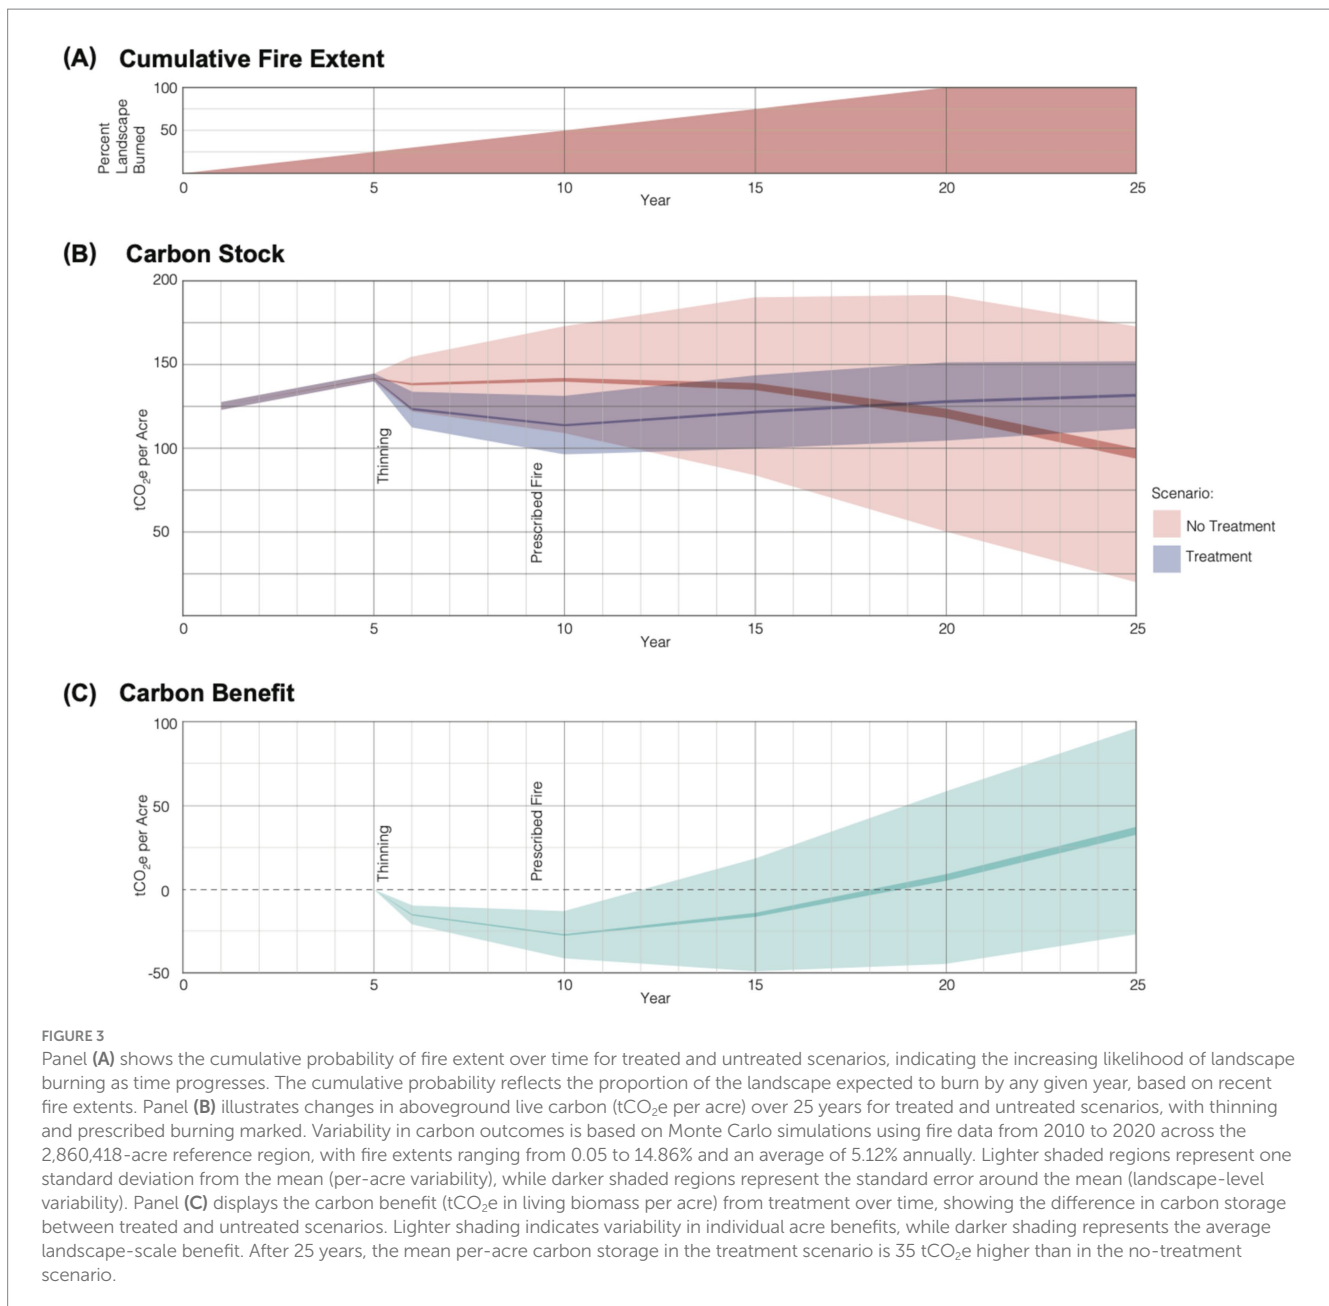 (A) Cumulative Fire Extent
Percent
Landscape
Burned
100
50
0 5 10 15 20 25
Year
(B) Carbon Stock
tCO₂e per Acre
200
150
100
50
Thinning
Prescribed Fire
0 5 10 15 20 25
Year
Scenario:
No Treatment
Treatment
(C) Carbon Benefit
tCO₂e per Acre
100
50
0
-50
Thinning
Prescribed Fire
0 5 10 15 20 25
Year
FIGURE 3
Panel (A) shows the cumulative probability of fire extent over time for treated and untreated scenarios, indicating the increasing likelihood of landscape
burning as time progresses. The cumulative probability reflects the proportion of the landscape expected to burn by any given year, based on recent
fire extents. Panel (B) illustrates changes in aboveground live carbon (tCO₂e per acre) over 25 years for treated and untreated scenarios, with thinning
and prescribed burning marked. Variability in carbon outcomes is based on Monte Carlo simulations using fire data from 2010 to 2020 across the
2,860,418-acre reference region, with fire extents ranging from 0.05 to 14.86% and an average of 5.12% annually. Lighter shaded regions represent one
standard deviation from the mean (per-acre variability), while darker shaded regions represent the standard error around the mean (landscape-level
variability). Panel (C) displays the carbon benefit (tCO₂e in living biomass per acre) from treatment over time, showing the difference in carbon storage
between treated and untreated scenarios. Lighter shading indicates variability in individual acre benefits, while darker shading represents the average
landscape-scale benefit. After 25 years, the mean per-acre carbon storage in the treatment scenario is 35 tCO₂e higher than in the no-treatment
scenario.